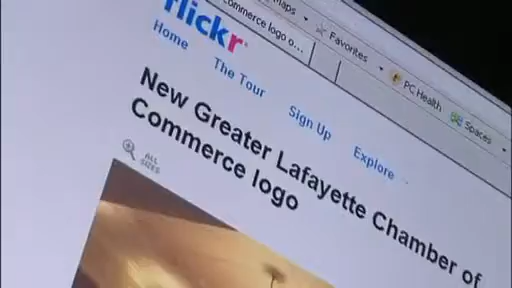 Maps
Favorites
PC Health
Spaces
commerce logo o...
flickr
Home
The Tour
Sign Up
Explore
New Greater Lafayette Chamber of
Commerce logo
ALL
SIZES